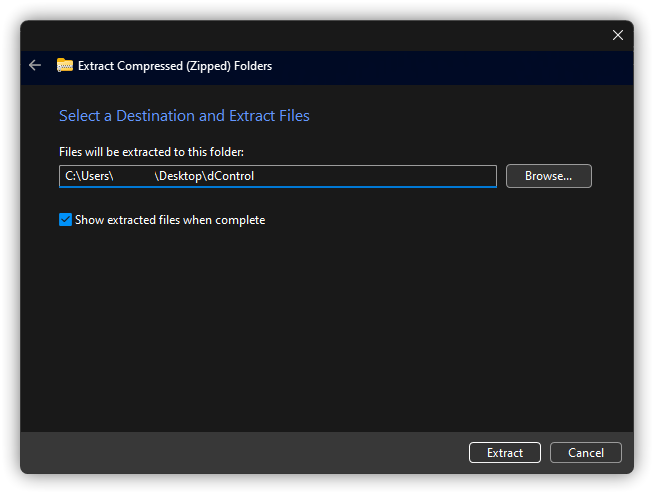 Extract Compressed (Zipped) Folders
Select a Destination and Extract Files
Files will be extracted to this folder:
C:\Users\ \Desktop\dControl
Browse...
Show extracted files when complete
Extract
Cancel